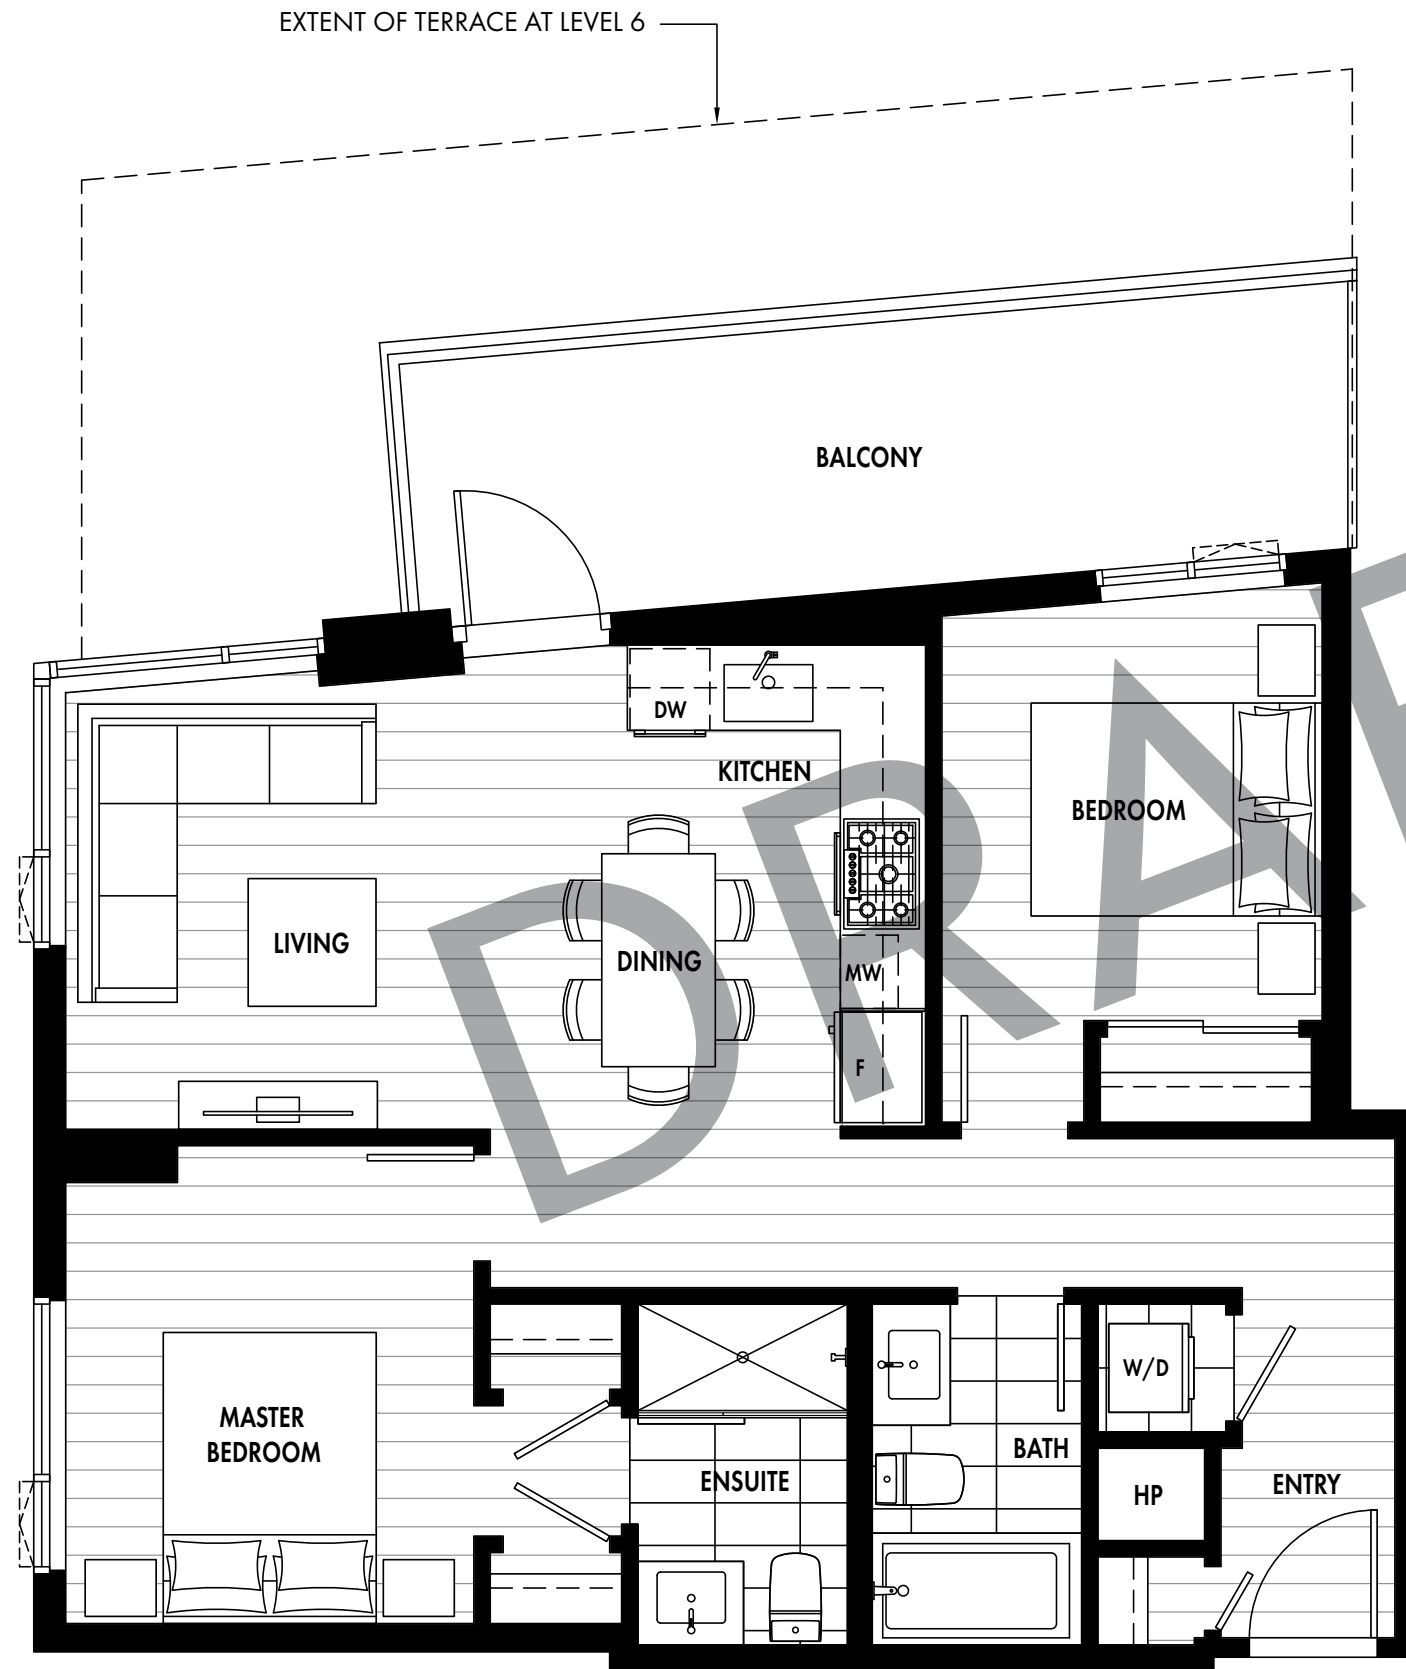 EXTENT OF TERRACE AT LEVEL 6
BALCONY
DW
KITCHEN
BEDROOM
LIVING
DINING
MW
F
DRAF
MASTER
BEDROOM
ENSUITE
BATH
W/D
HP
ENTRY